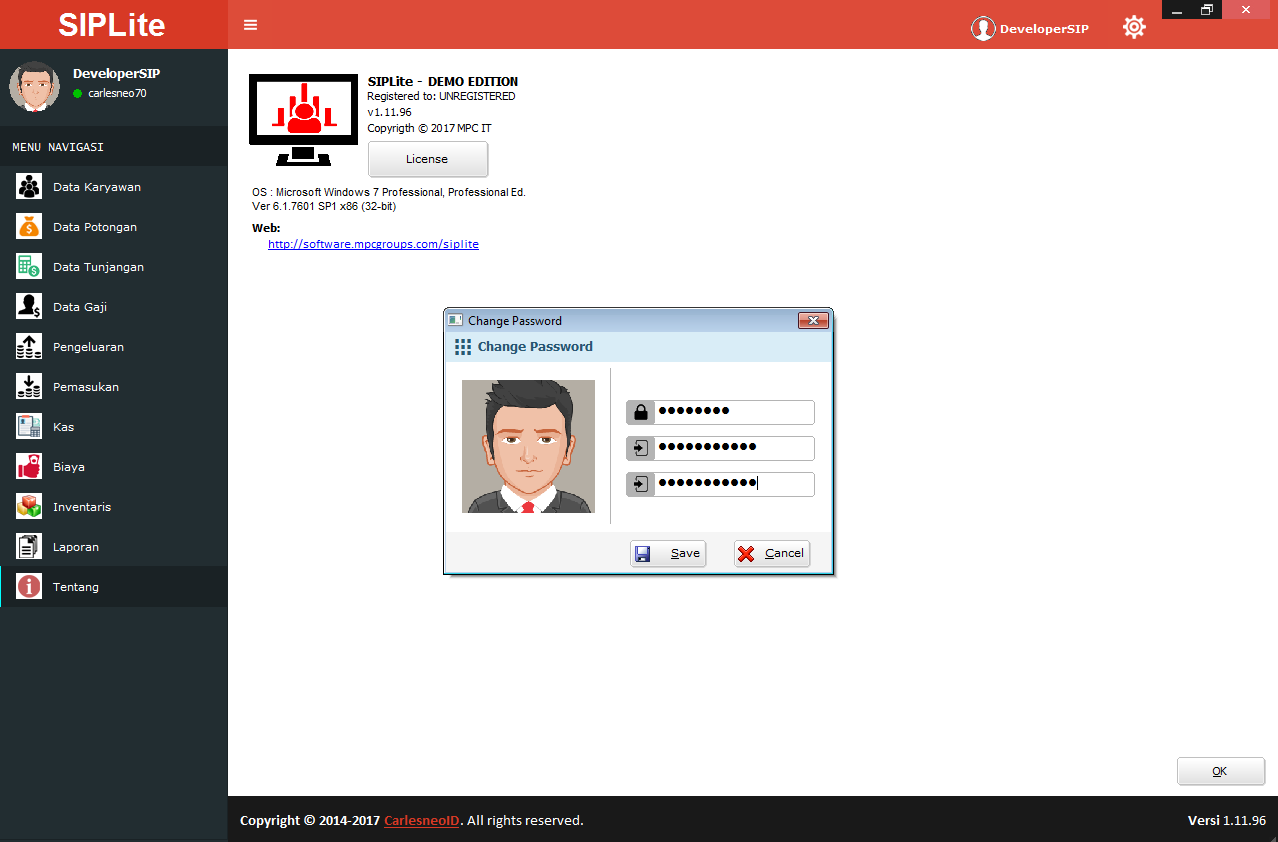 SIPLite
DeveloperSIP
DeveloperSIP
carlesneo70
MENU NAVIGASI
Data Karyawan
Data Potongan
Data Tunjangan
Data Gaji
Pengeluaran
Pemasukan
Kas
Biaya
Inventaris
Laporan
Tentang
SIPLite - DEMO EDITION
Registered to: UNREGISTERED
v1.11.96
Copyrigth © 2017 MPC IT
License
OS : Microsoft Windows 7 Professional, Professional Ed.
Ver 6.1.7601 SP1 x86 (32-bit)
Web:
http://software.mpcgroups.com/siplite
Change Password
Change Password
Save
Cancel
OK
Copyright © 2014-2017 CarlesneoID. All rights reserved.
Versi 1.11.96